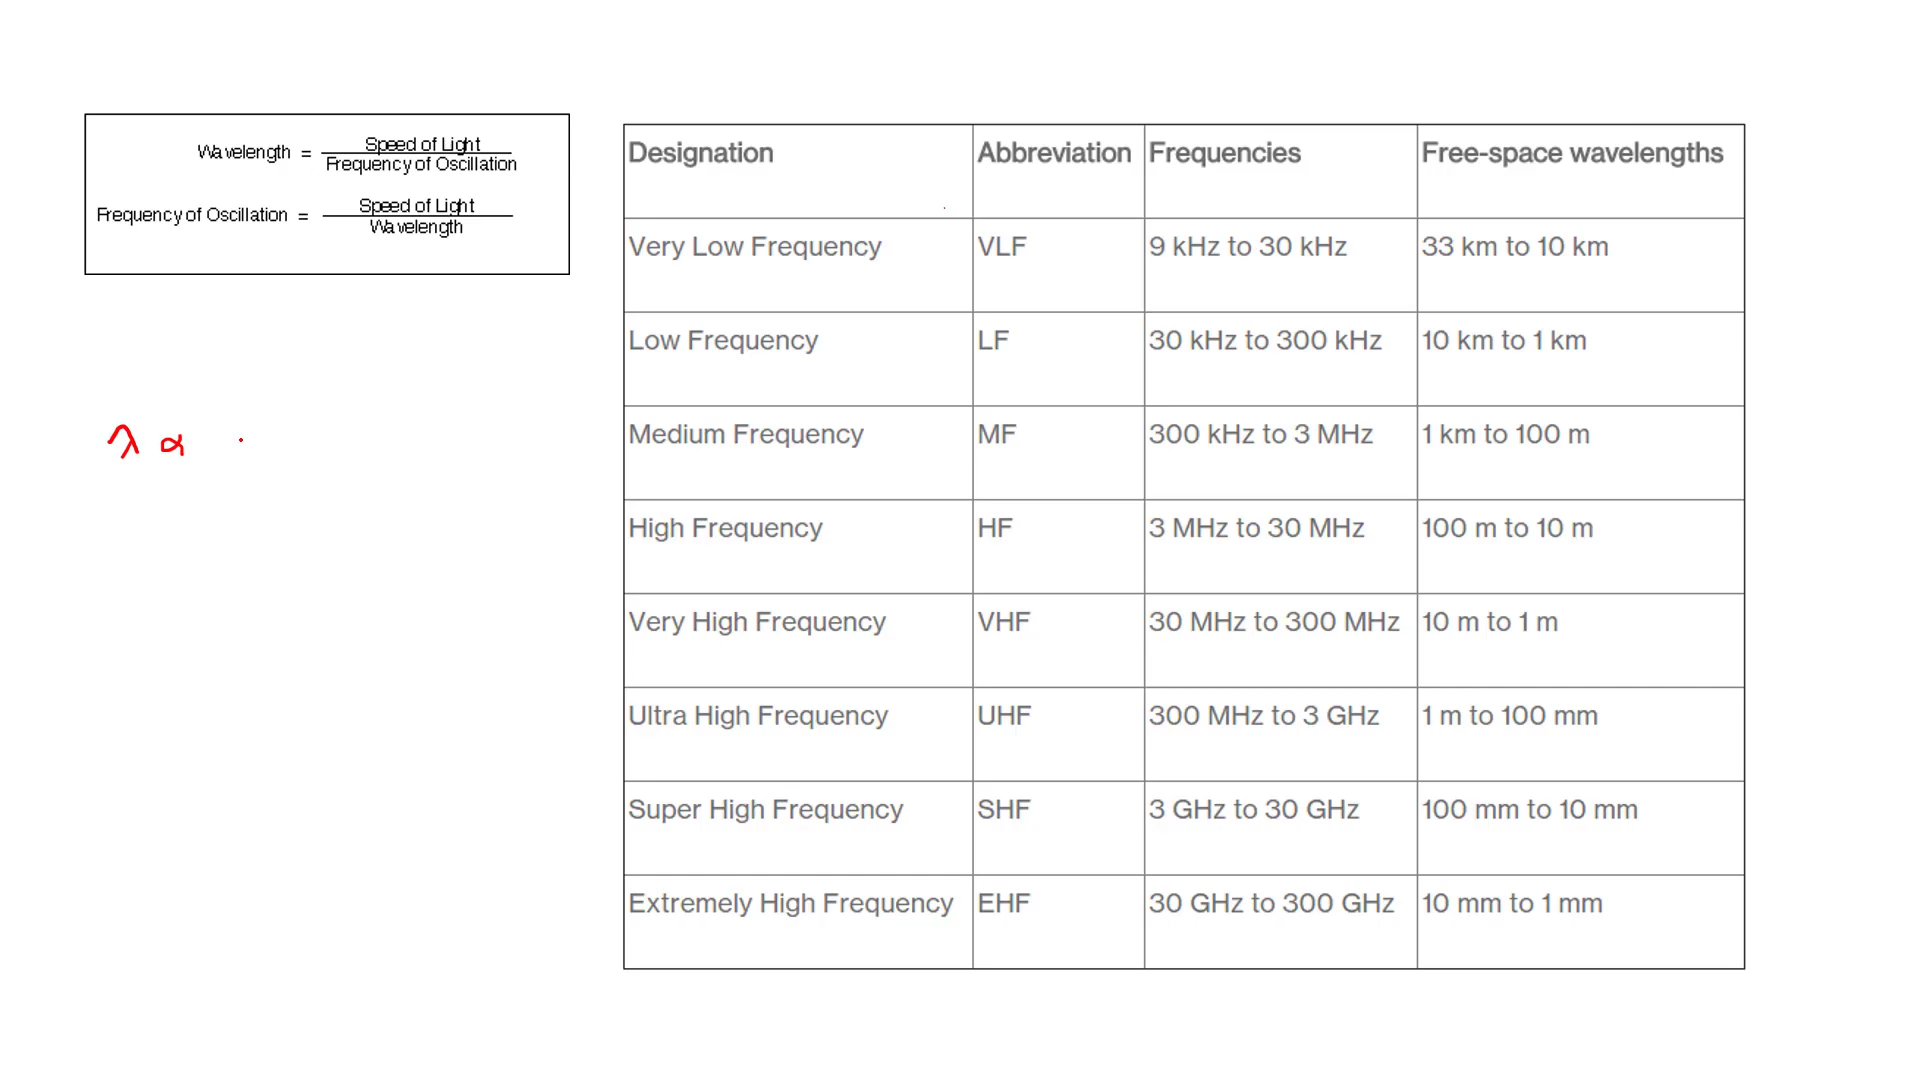 Wavelength = Speed of Light
Frequency of Oscillation
Frequency of Oscillation = Speed of Light
Wavelength
λ α
Designation Abbreviation Frequencies Free-space wavelengths
Very Low Frequency VLF 9 kHz to 30 kHz 33 km to 10 km
Low Frequency LF 30 kHz to 300 kHz 10 km to 1 km
Medium Frequency MF 300 kHz to 3 MHz 1 km to 100 m
High Frequency HF 3 MHz to 30 MHz 100 m to 10 m
Very High Frequency VHF 30 MHz to 300 MHz 10 m to 1 m
Ultra High Frequency UHF 300 MHz to 3 GHz 1 m to 100 mm
Super High Frequency SHF 3 GHz to 30 GHz 100 mm to 10 mm
Extremely High Frequency EHF 30 GHz to 300 GHz 10 mm to 1 mm